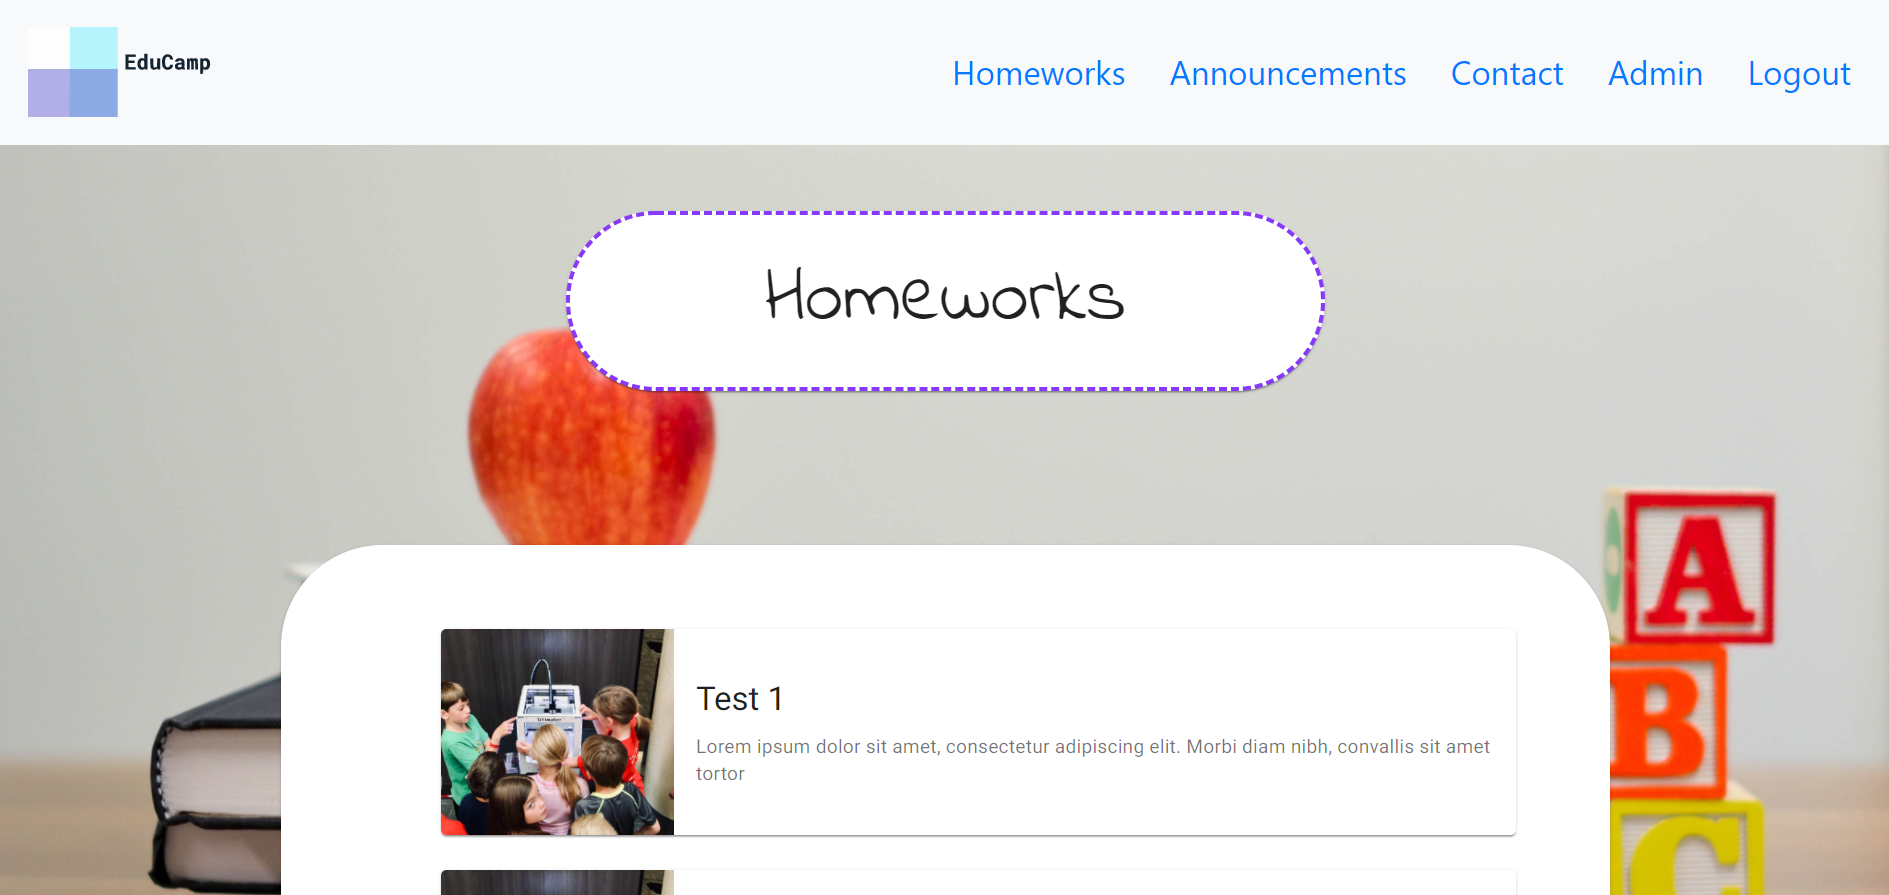 EduCamp
Homeworks Announcements Contact Admin Logout
Homeworks
A
B
C
Test 1
Lorem ipsum dolor sit amet, consectetur adipiscing elit. Morbi diam nibh, convallis sit amet
tortor